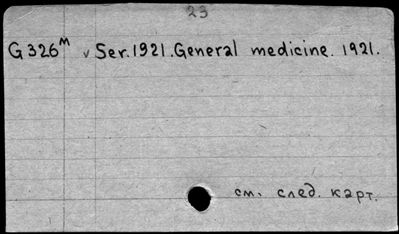 23
G 326ᴹ v Ser. 1921. General medicine. 1921.
см. след. карт.